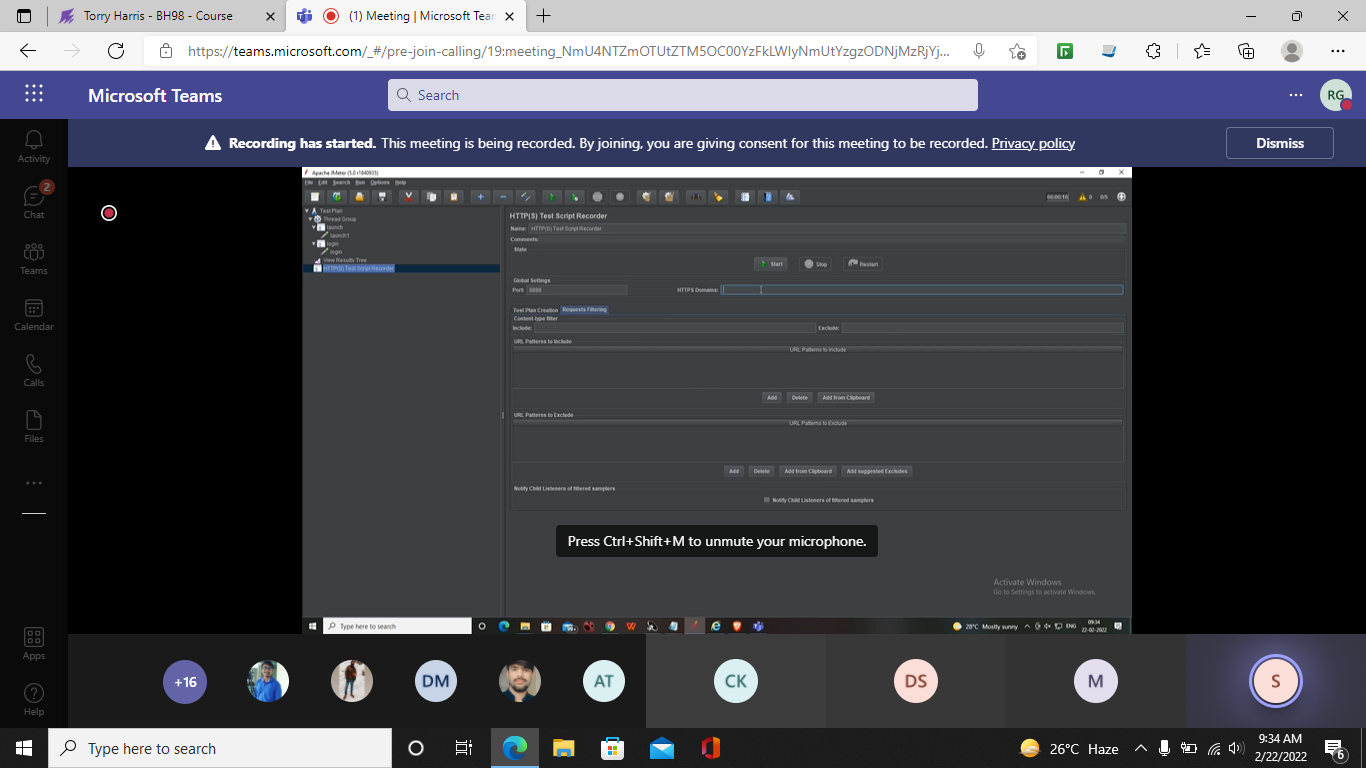 Torry Harris - BH98 - Course
(1) Meeting | Microsoft Tear
https://teams.microsoft.com/_#/pre-join-calling/19:meeting_NmU4NTZmOTUtZTM5OC00YzFkLWIyNmUtYzgzODNjMzRjYj...
Microsoft Teams
Search
RG
Recording has started. This meeting is being recorded. By joining, you are giving consent for this meeting to be recorded. Privacy policy
Dismiss
Activity
2
Chat
Teams
Calendar
Calls
Files
Apps
Help
Apache JMeter (5.0 r1840935)
File Edit Search Run Options Help
00:00:10 0 0/5
Test Plan
Thread Group
launch
launch1
login
login
View Results Tree
HTTP(S) Test Script Recorder
HTTP(S) Test Script Recorder
Name: HTTP(S) Test Script Recorder
Comments:
State
Start Stop Restart
Global Settings
Port: 8888 HTTPS Domains:
Test Plan Creation Requests Filtering
Content-type filter
Include: Exclude:
URL Patterns to Include
URL Patterns to Include
Add Delete Add from Clipboard
URL Patterns to Exclude
URL Patterns to Exclude
Add Delete Add from Clipboard Add suggested Excludes
Notify Child Listeners of filtered samplers
Notify Child Listeners of filtered samplers
Press Ctrl+Shift+M to unmute your microphone.
Activate Windows
Go to Settings to activate Windows.
Type here to search
99+
28°C Mostly sunny
ENG
09:34
22-02-2022
+16
DM
AT
CK
DS
M
S
Type here to search
26°C Haze
9:34 AM
2/22/2022
6